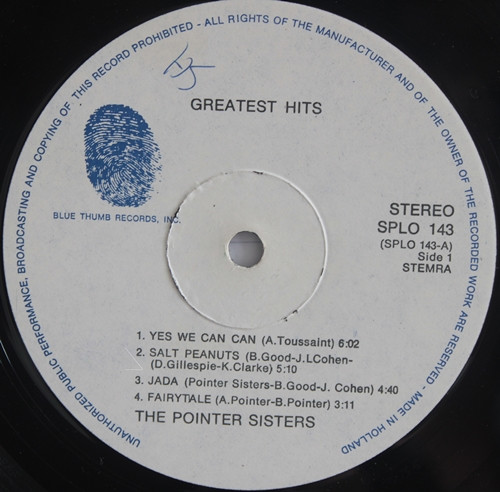 UNAUTHORIZED PUBLIC PERFORMANCE, BROADCASTING AND COPYING OF THIS RECORD PROHIBITED - ALL RIGHTS OF THE MANUFACTURER AND OF THE OWNER OF THE RECORDED WORK ARE RESERVED - MADE IN HOLLAND
GREATEST HITS
BLUE THUMB RECORDS, INC.
STEREO
SPLO 143
(SPLO 143-A)
Side 1
STEMRA
1. YES WE CAN CAN (A.Toussaint) 6:02
2. SALT PEANUTS (B.Good-J.LCohen-
(D.Gillespie-K.Clarke) 5:10
3. JADA (Pointer Sisters-B.Good-J. Cohen) 4:40
4. FAIRYTALE (A.Pointer-B.Pointer) 3:11
THE POINTER SISTERS